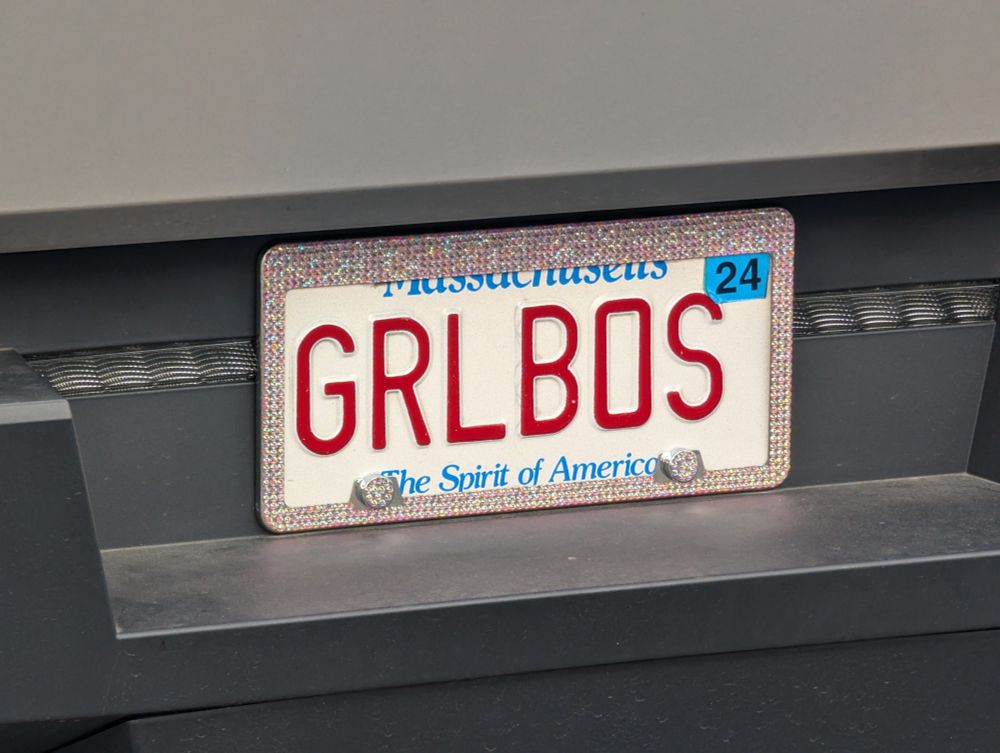 Massachusetts
24
GRLBOS
The Spirit of America